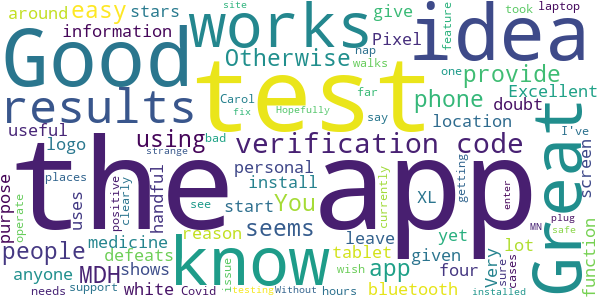 around easy stars
information
Good works idea
give
Pixel
feature
took
laptop
site
nap
walks
Otherwise
one
far
provide
Carol
fix
Hopefully
say
phone
Excellent
doubt
I've
results test
useful
logo
using
bad
strange
verification code
location
screen
Great
the app
purpose
places
uses
operate
positive
clearly
handful
see
personal
install
XL
start You
getting
enter
currently
seems
leave
yet
lot
plug
safe
function
people
medicine
reason
tablet
given
four
Very
sure
cases
MN
anyone MDH
defeats
shows
issue
know
wish
app
bluetooth
needs
support
white
Covid
testing
Without
hours
installed